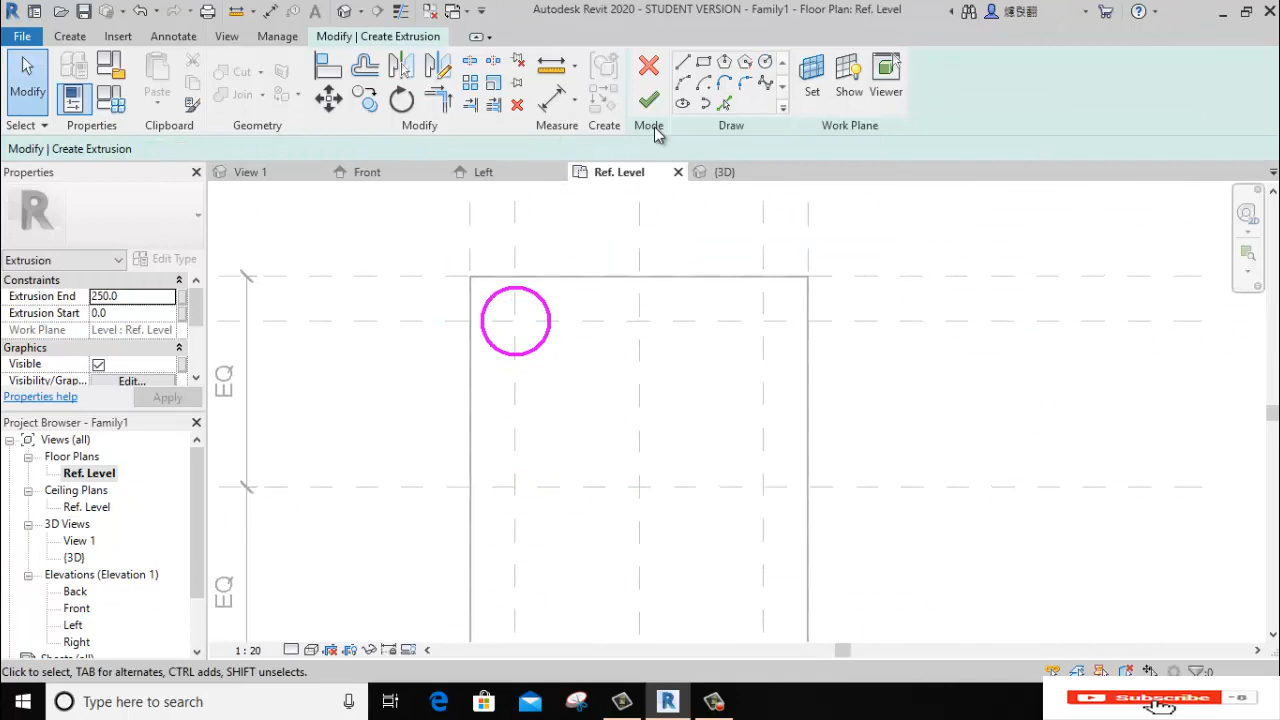 Autodesk Revit 2020 - STUDENT VERSION - Family1 - Floor Plan: Ref. Level
File Create Insert Annotate View Manage Modify | Create Extrusion
Modify Paste Cut Join Set Show Viewer
Select Properties Clipboard Geometry Modify Measure Create Mode Draw Work Plane
Modify | Create Extrusion
Properties
View 1 Front Left Ref. Level {3D}
R
Extrusion Edit Type
Constraints
Extrusion End 250.0
Extrusion Start 0.0
Work Plane Level : Ref. Level
Graphics
Visible
Visibility/Grap... Edit...
Properties help Apply
Project Browser - Family1
Views (all)
Floor Plans
Ref. Level
Ceiling Plans
Ref. Level
3D Views
View 1
{3D}
Elevations (Elevation 1)
Back
Front
Left
Right
EQ
EQ
1 : 20
Click to select, TAB for alternates, CTRL adds, SHIFT unselects.
:0
Type here to search
Subscribe